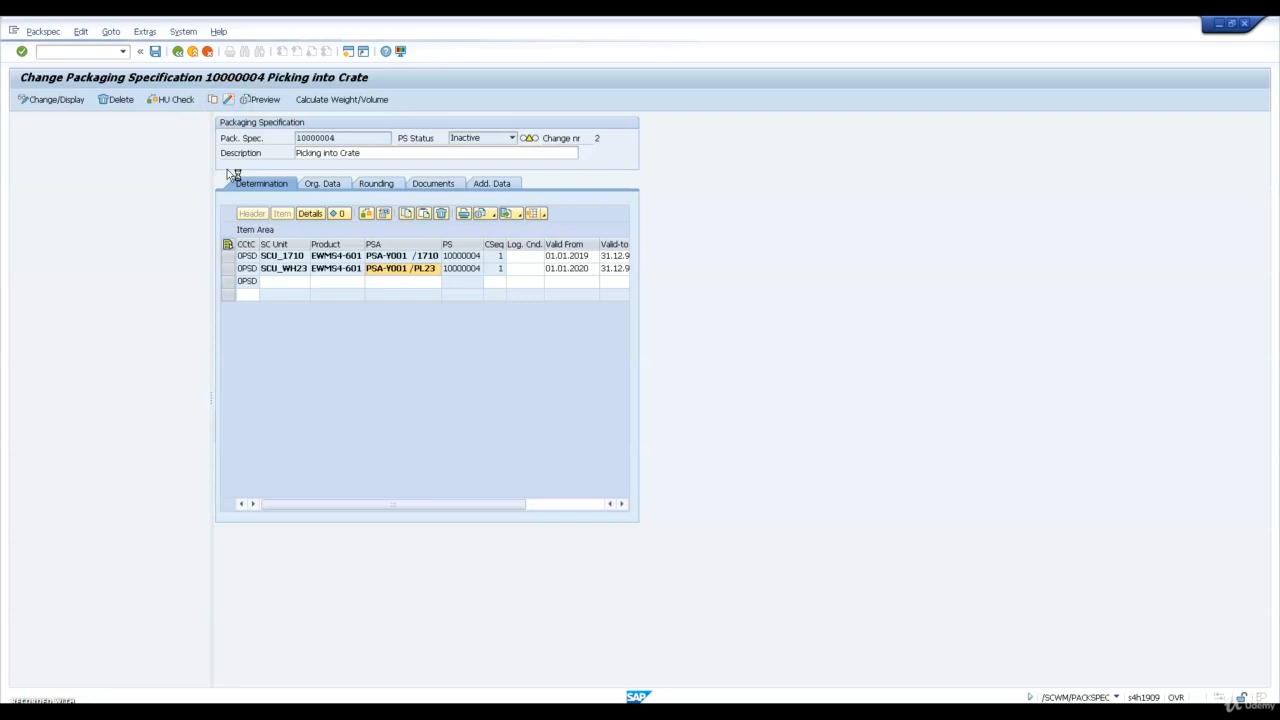 Packspec Edit Goto Extras System Help
Change Packaging Specification 10000004 Picking into Crate
Change/Display Delete HU Check Preview Calculate Weight/Volume
Packaging Specification
Pack. Spec. 10000004 PS Status Inactive Change nr 2
Description Picking into Crate
Determination Org. Data Rounding Documents Add. Data
Header Item Details 0
Item Area
CCtC SC Unit Product PSA PS CSeq Log. Cnd. Valid From Valid-to
0PSD SCU_1710 EWMS4-601 PSA-Y001 /1710 10000004 1 01.01.2019 31.12.9
0PSD SCU_WH23 EWMS4-601 PSA-Y001 /PL23 10000004 1 01.01.2020 31.12.9
0PSD
SAP /SCWM/PACKSPEC s4h1909 OVR
RECORDED WITH
Udemy